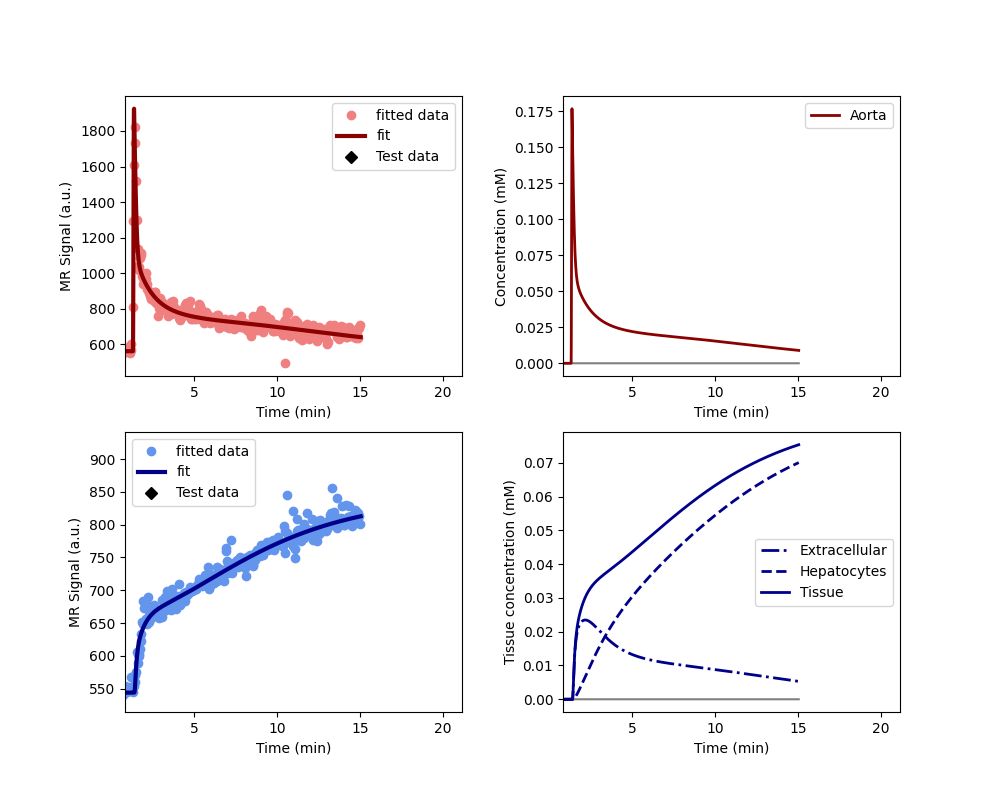 fitted data
fit
Test data
MR Signal (a.u.)
1800
1600
1400
1200
1000
800
600
5
10
15
20
Time (min)
Aorta
Concentration (mM)
0.175
0.150
0.125
0.100
0.075
0.050
0.025
0.000
5
10
15
20
Time (min)
fitted data
fit
Test data
MR Signal (a.u.)
900
850
800
750
700
650
600
550
5
10
15
20
Time (min)
Extracellular
Hepatocytes
Tissue
Tissue concentration (mM)
0.07
0.06
0.05
0.04
0.03
0.02
0.01
0.00
5
10
15
20
Time (min)